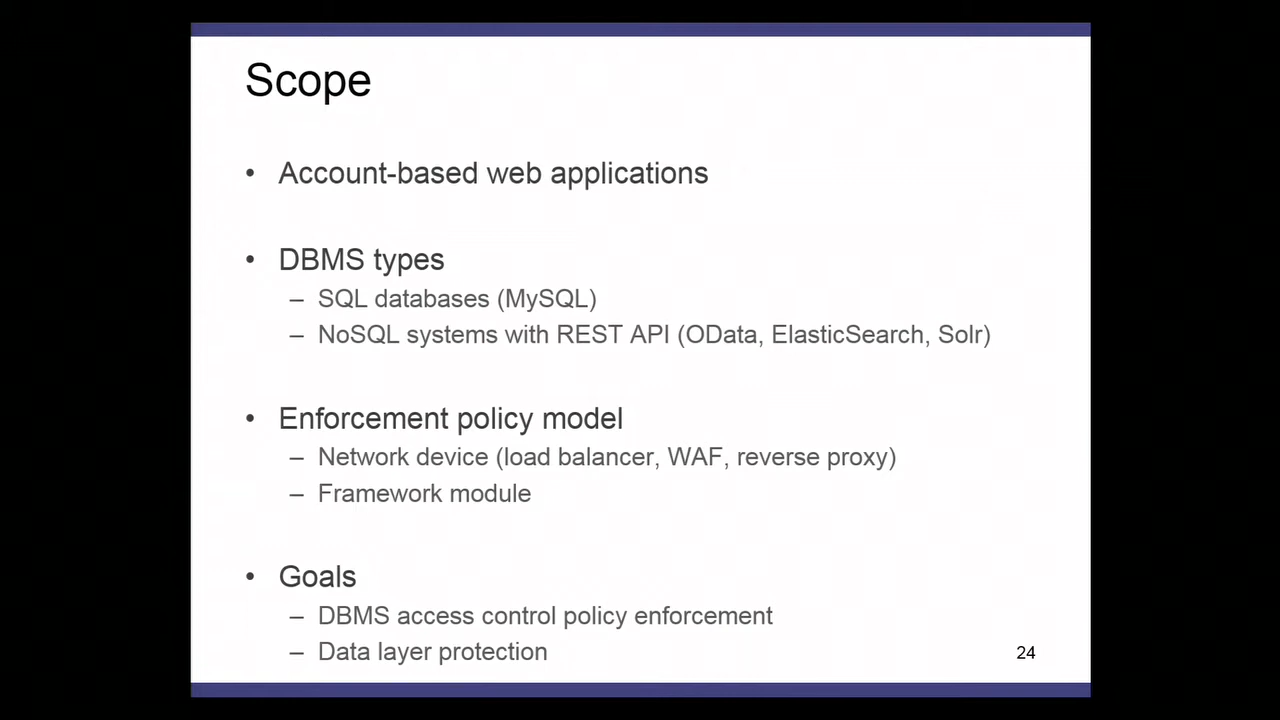 Scope
• Account-based web applications
• DBMS types
– SQL databases (MySQL)
– NoSQL systems with REST API (OData, ElasticSearch, Solr)
• Enforcement policy model
– Network device (load balancer, WAF, reverse proxy)
– Framework module
• Goals
– DBMS access control policy enforcement
– Data layer protection
24